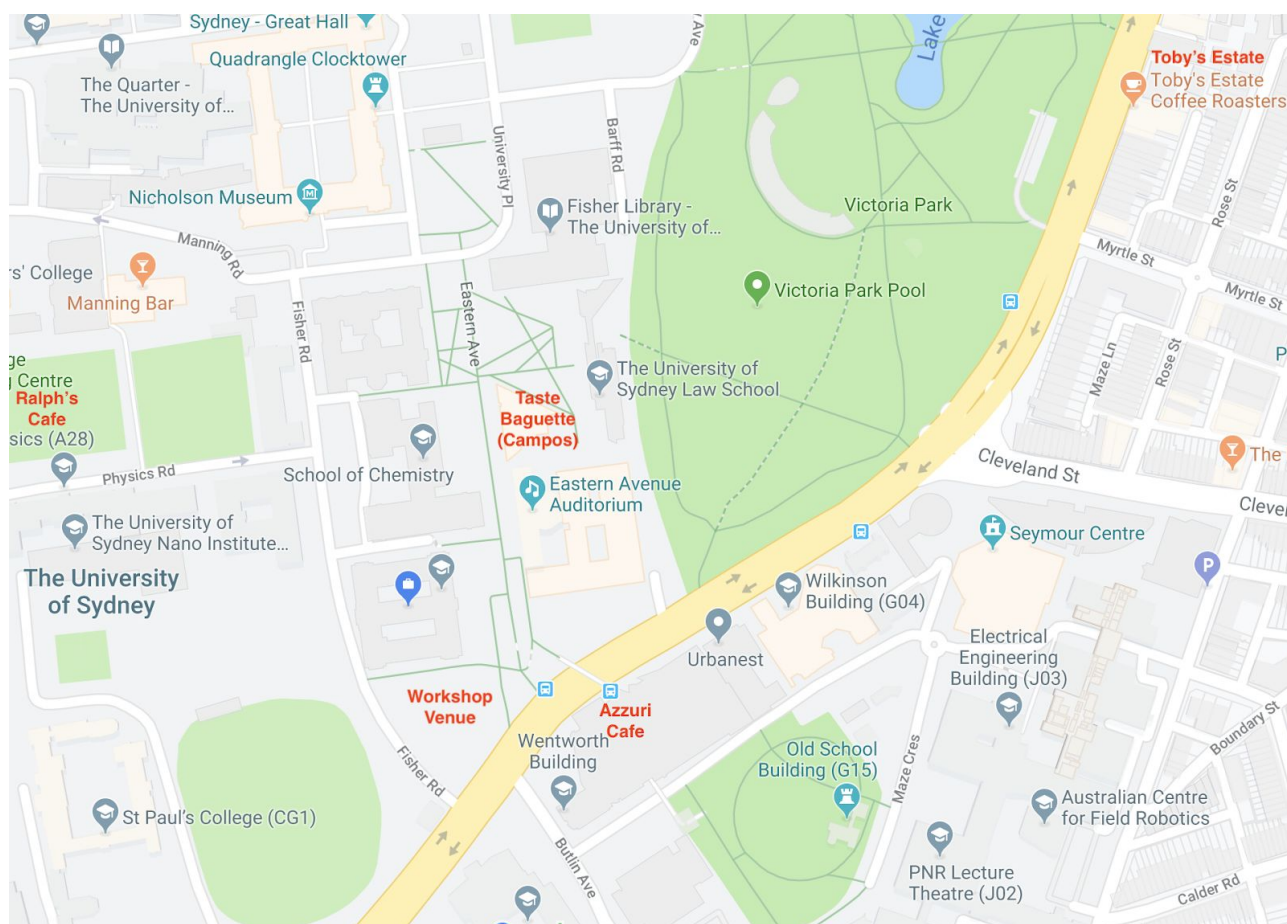 Sydney - Great Hall
Quadrangle Clocktower
The Quarter -
The University of...
Nicholson Museum
Manning Rd
rs' College
Manning Bar
Fisher Rd
University Pl
Barff Rd
Ave
Lake
Toby's Estate
Toby's Estate
Coffee Roasters
Fisher Library -
The University of...
Victoria Park
Victoria Park Pool
Rose St
Myrtle St
Myrtle St
Maze Ln
Rose St
P
Eastern Ave
The University of
Sydney Law School
ge
g Centre
Ralph's
Cafe
sics (A28)
Physics Rd
Taste
Baguette
(Campos)
School of Chemistry
Eastern Avenue
Auditorium
The
Cleveland St
Clevel
The University of
Sydney Nano Institute...
The University
of Sydney
Seymour Centre
P
Wilkinson
Building (G04)
Urbanest
Electrical
Engineering
Building (J03)
Workshop
Venue
Azzuri
Cafe
Wentworth
Building
Fisher Rd
Old School
Building (G15)
Maze Cres
Boundary St
St Paul's College (CG1)
Australian Centre
for Field Robotics
Butlin Ave
PNR Lecture
Theatre (J02)
Calder Rd